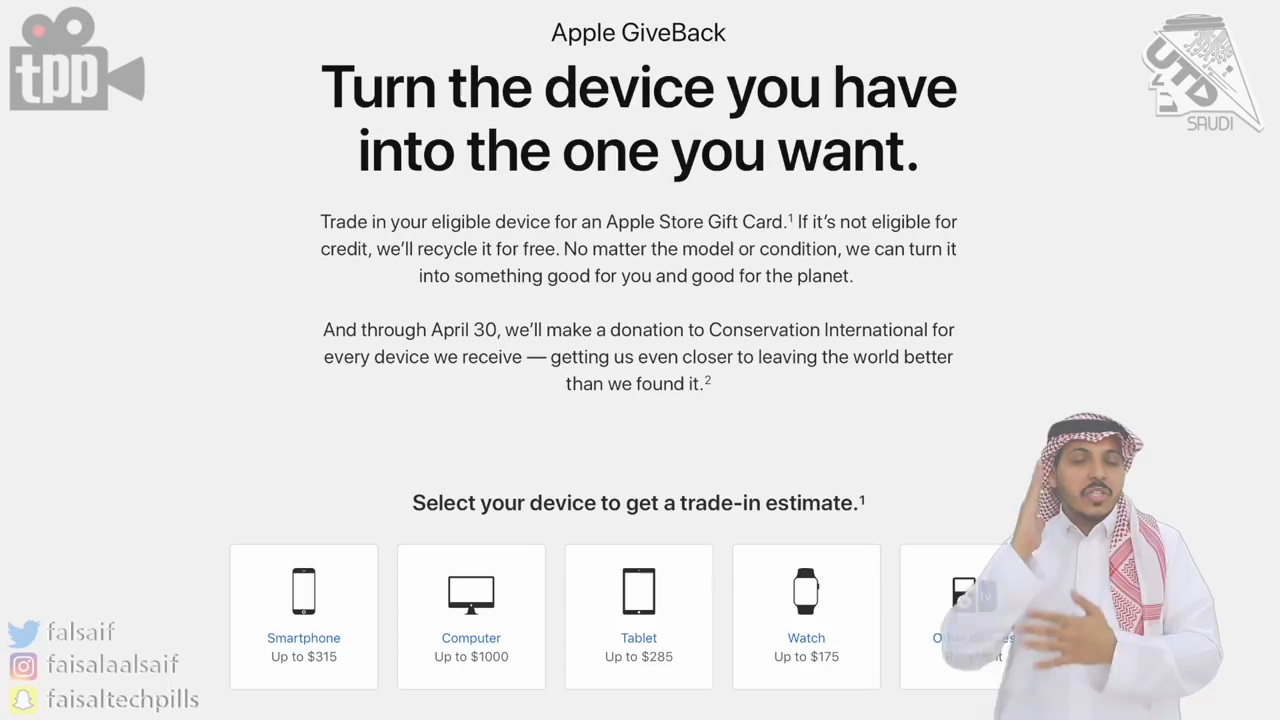 tpp
UTD
SAUDI
Apple GiveBack
Turn the device you have
into the one you want.
Trade in your eligible device for an Apple Store Gift Card.¹ If it’s not eligible for
credit, we’ll recycle it for free. No matter the model or condition, we can turn it
into something good for you and good for the planet.
And through April 30, we’ll make a donation to Conservation International for
every device we receive — getting us even closer to leaving the world better
than we found it.²
Select your device to get a trade-in estimate.¹
Smartphone
Up to $315
Computer
Up to $1000
Tablet
Up to $285
Watch
Up to $175
tv
falsaif
faisalaalsaif
faisaltechpills